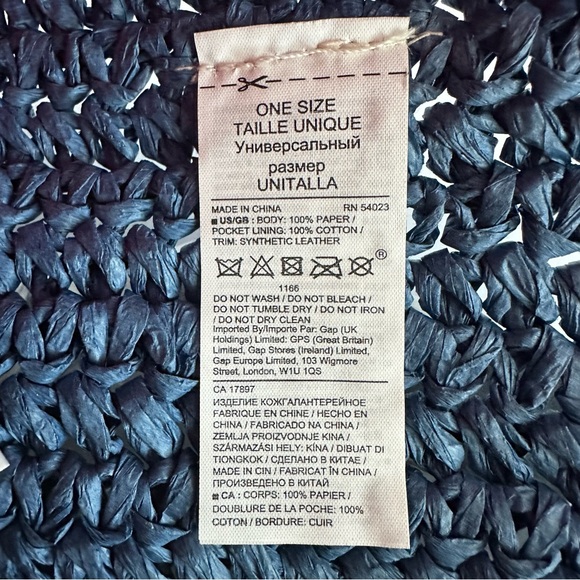 ONE SIZE
TAILLE UNIQUE
Универсальный
размер
UNITALLA
MADE IN CHINA RN 54023
US/GB : BODY: 100% PAPER /
POCKET LINING: 100% COTTON /
TRIM: SYNTHETIC LEATHER
®
1166
DO NOT WASH / DO NOT BLEACH /
DO NOT TUMBLE DRY / DO NOT IRON
/ DO NOT DRY CLEAN
Imported By/Importe Par: Gap (UK
Holdings) Limited: GPS (Great Britain)
Limited, Gap Stores (Ireland) Limited,
Gap Europe Limited, 103 Wigmore
Street, London, W1U 1QS
CA 17897
ИЗДЕЛИЕ КОЖГАЛАНТЕРЕЙНОЕ
FABRIQUE EN CHINE / HECHO EN
CHINA / FABRICADO NA CHINA /
ZEMLJA PROIZVODNJE KINA /
SZÁRMAZÁSI HELY: KÍNA / DIBUAT DI
TIONGKOK / СДЕЛАНО В КИТАЕ /
MADE IN CIN / FABRICAT ÎN CHINA /
ПРОИЗВЕДЕНО В КИТАЙ
CA : CORPS: 100% PAPIER /
DOUBLURE DE LA POCHE: 100%
COTON / BORDURE: CUIR